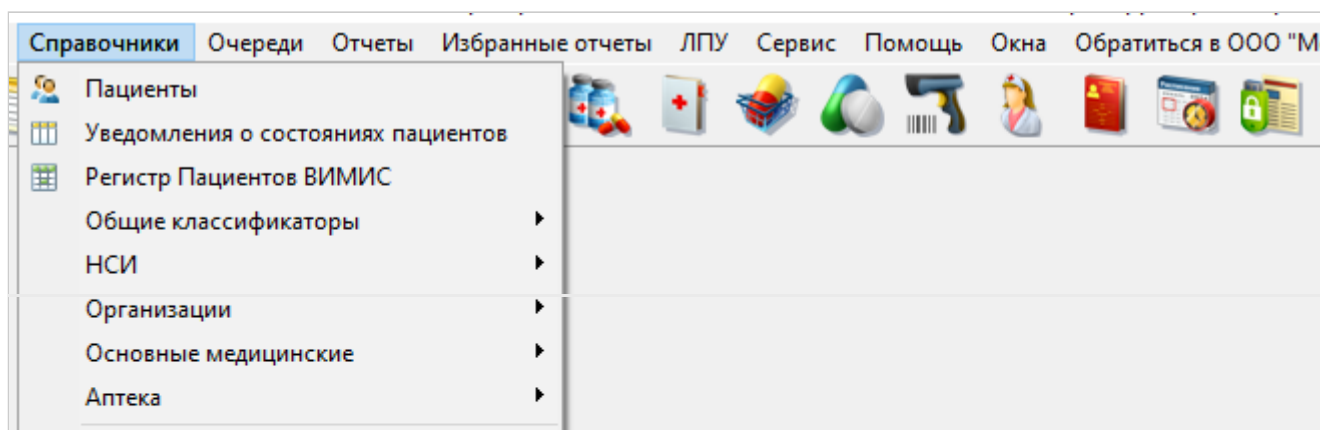 Справочники Очереди Отчеты Избранные отчеты ЛПУ Сервис Помощь Окна Обратиться в ООО "М
Пациенты
Уведомления о состояниях пациентов
Регистр Пациентов ВИМИС
Общие классификаторы
НСИ
Организации
Основные медицинские
Аптека